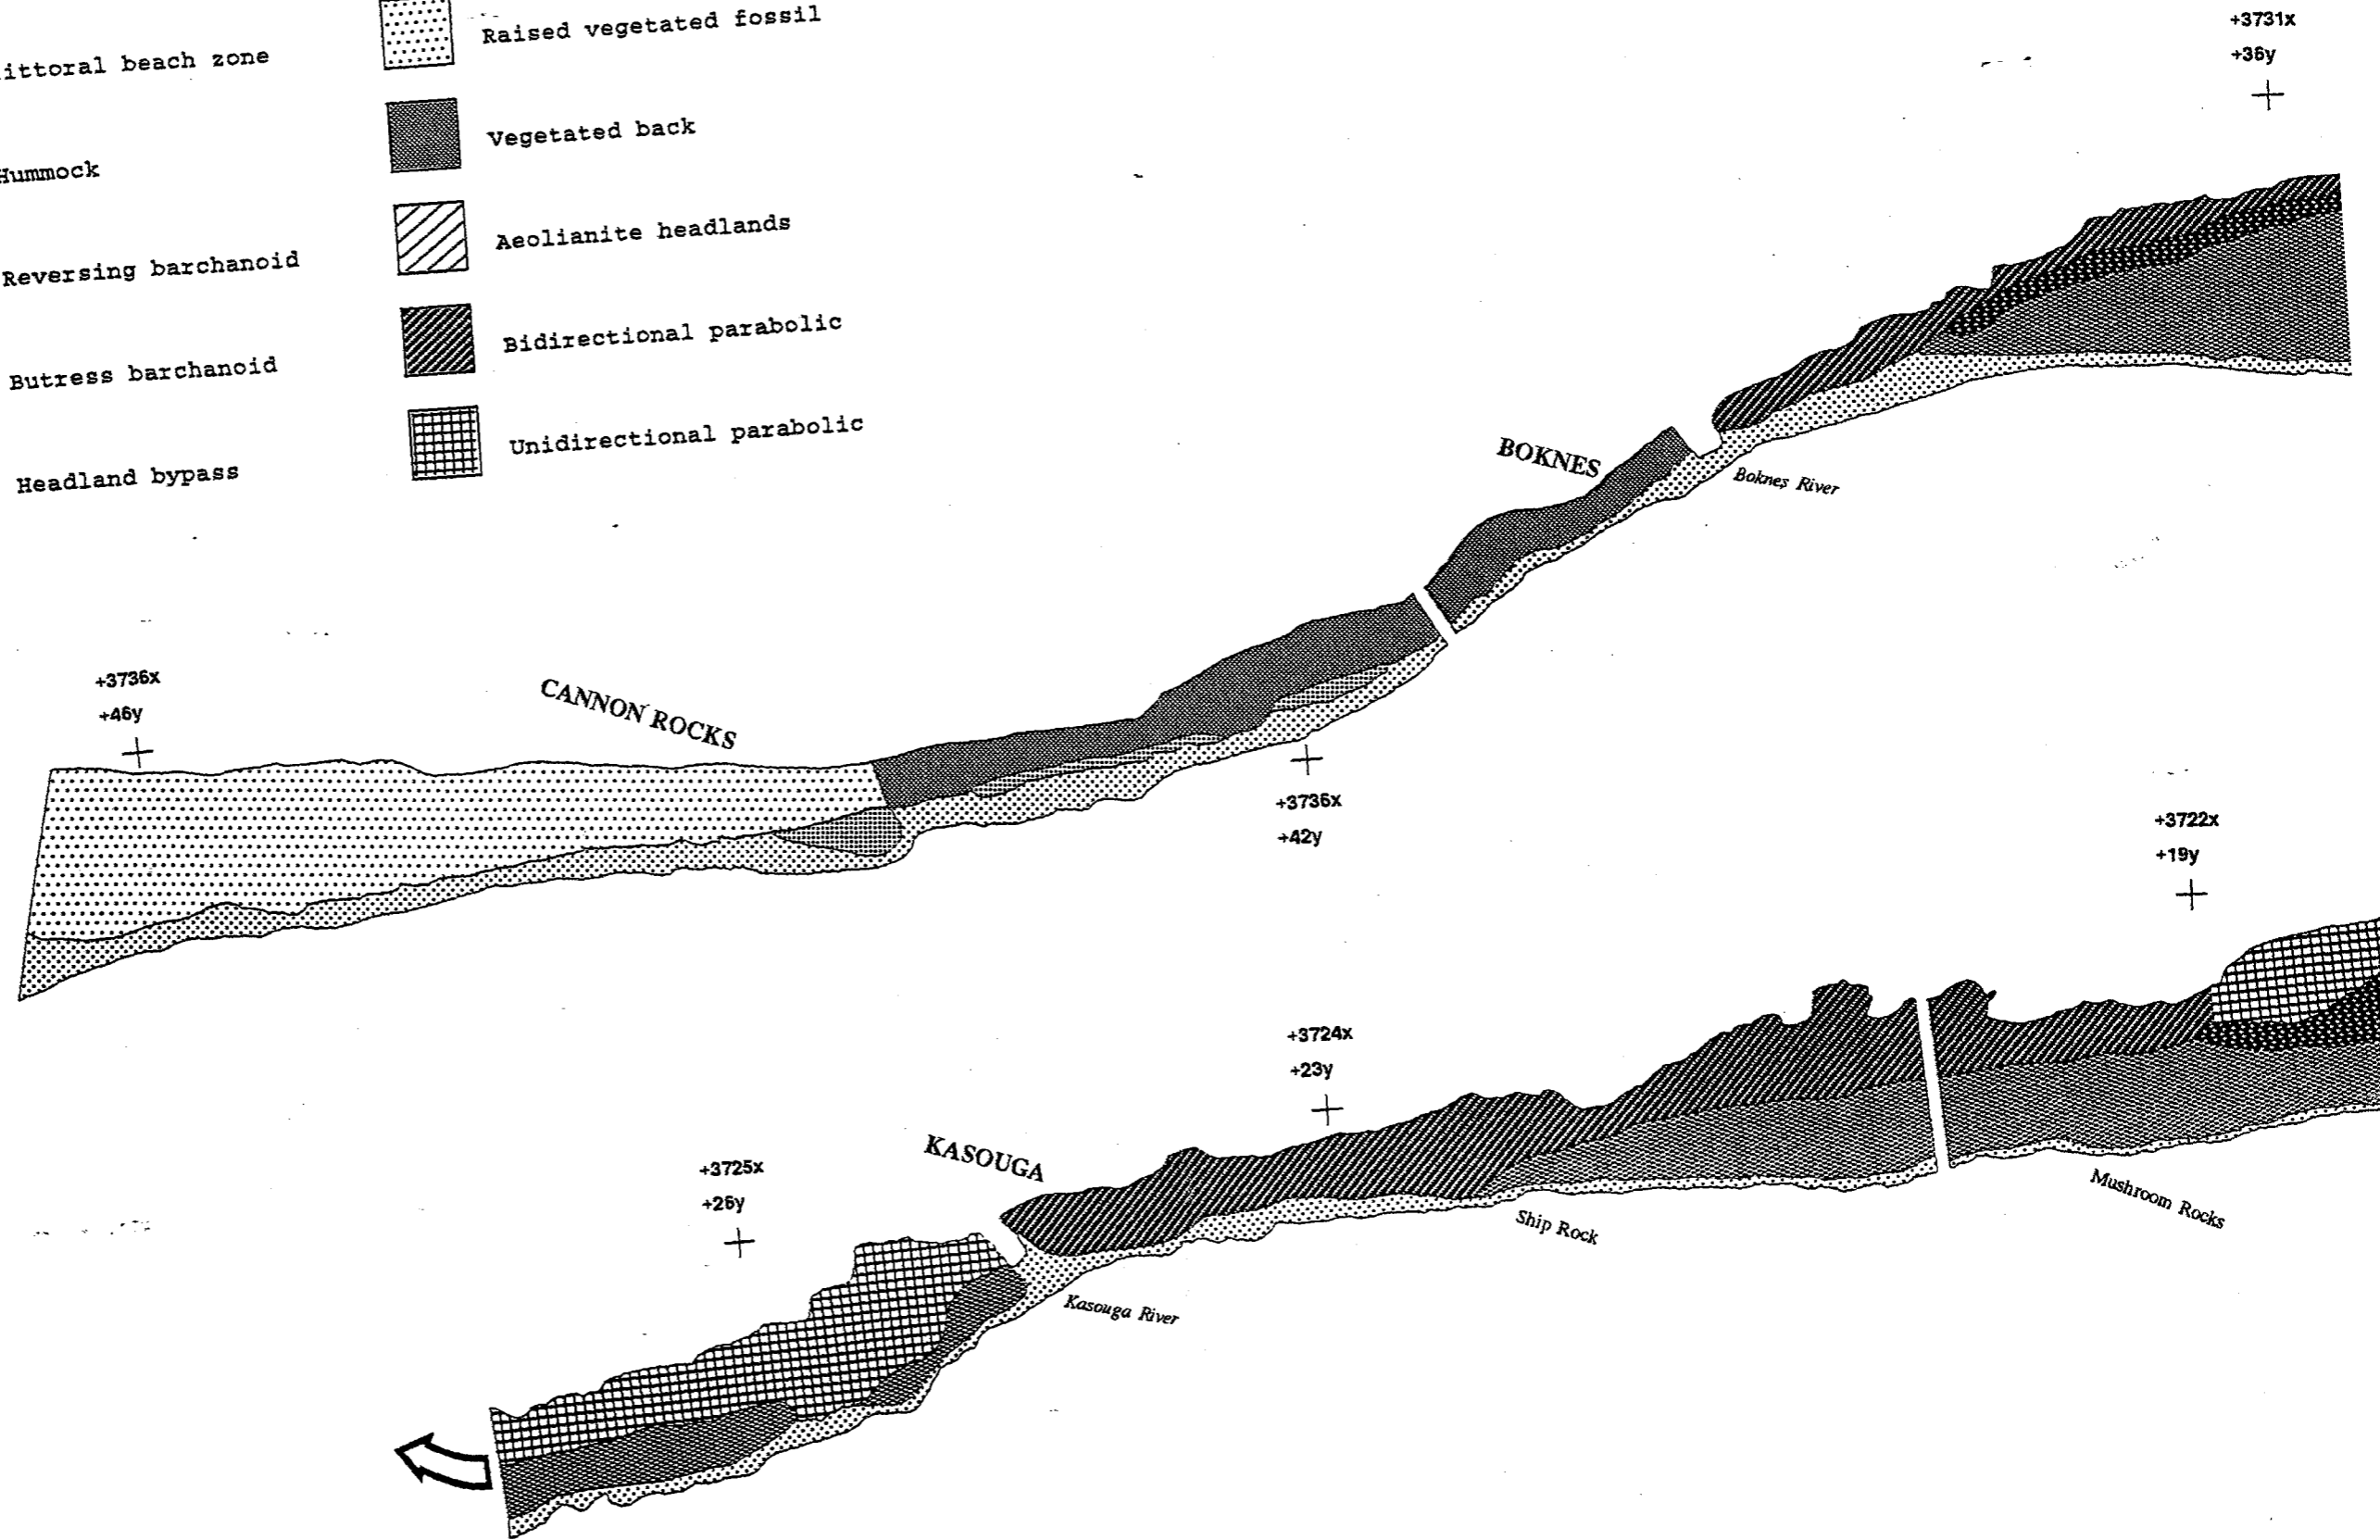 Raised vegetated fossil
ittoral beach zone
Vegetated back
Hummock
Aeolianite headlands
Reversing barchanoid
Bidirectional parabolic
Butress barchanoid
Unidirectional parabolic
Headland bypass
+3731x
+36y
BOKNES
Boknes River
+3736x
+46y
CANNON ROCKS
+3736x
+42y
+3722x
+19y
+3724x
+23y
KASOUGA
+3725x
+26y
Mushroom Rocks
Ship Rock
Kasouga River